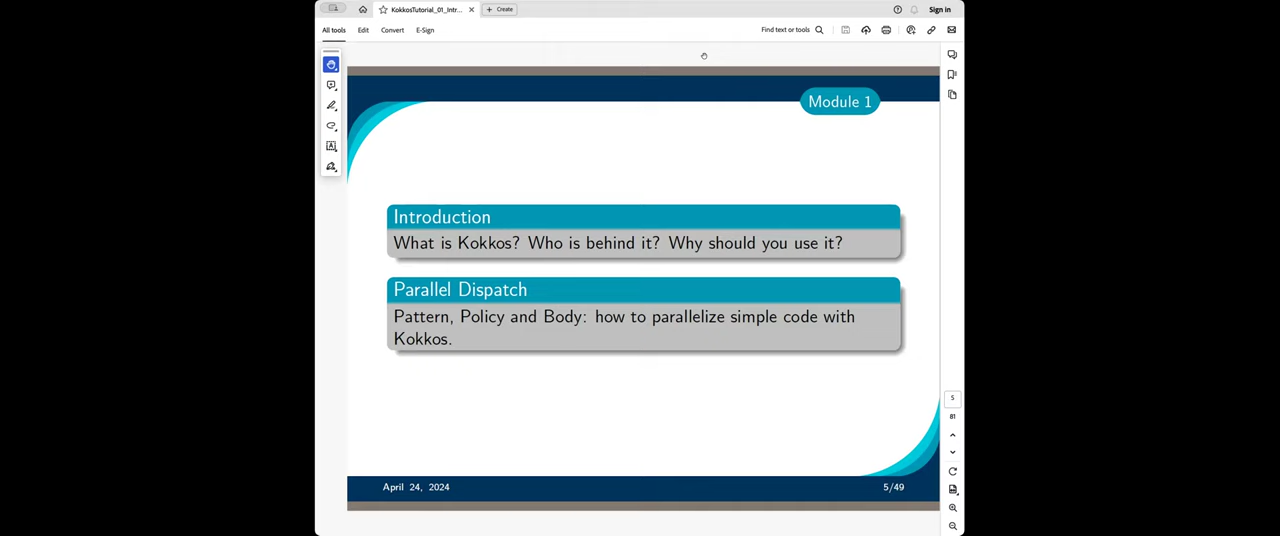 KokkosTutorial_01_Intr...
Create
Sign in
All tools
Edit
Convert
E-Sign
Find text or tools
Module 1
Introduction
What is Kokkos? Who is behind it? Why should you use it?
Parallel Dispatch
Pattern, Policy and Body: how to parallelize simple code with
Kokkos.
5
81
April 24, 2024
5/49